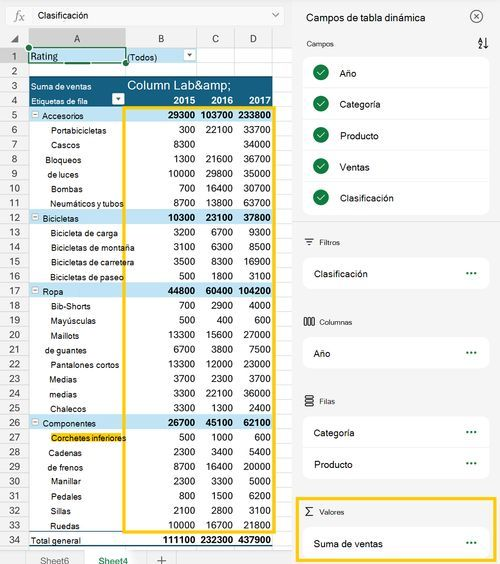 fx Clasificación
A B C D
1 Rating (Todos)
2
3 Suma de ventas Column Lab&amp;
4 Etiquetas de fila 2015 2016 2017
5 Accesorios 29300 103700 233800
6 Portabicicletas 300 22100 33700
7 Cascos 8300 34000
8 Bloqueos 1300 21600 36700
9 de luces 10000 29800 35000
10 Bombas 700 16400 30700
11 Neumáticos y tubos 8700 13800 63700
12 Bicicletas 10300 23100 37800
13 Bicicleta de carga 3200 6700 9300
14 Bicicletas de montaña 3100 6300 8500
15 Bicicletas de carretera 3500 8300 16900
16 Bicicletas de paseo 500 1800 3100
17 Ropa 44800 60400 104200
18 Bib-Shorts 700 2900 4000
19 Mayúsculas 500 400 600
20 Maillots 13300 15600 27000
21 de guantes 6700 3800 7500
22 Pantalones cortos 13300 12000 23000
23 Medias 3700 2300 3700
24 medias 3300 22100 36000
25 Chalecos 3300 1300 2400
26 Componentes 26700 45100 62100
27 Corchetes inferiores 500 1000 600
28 Cadenas 2300 3400 5400
29 de frenos 8700 16400 20000
30 Manillar 2300 3300 5000
31 Pedales 800 1500 6200
32 Sillas 2100 2800 3100
33 Ruedas 10000 16700 21800
34 Total general 111100 232300 437900
Sheet6 Sheet4 +
Campos de tabla dinámica
Campos
Año
Categoría
Producto
Ventas
Clasificación
Filtros
Clasificación
Columnas
Año
Filas
Categoría
Producto
Valores
Suma de ventas